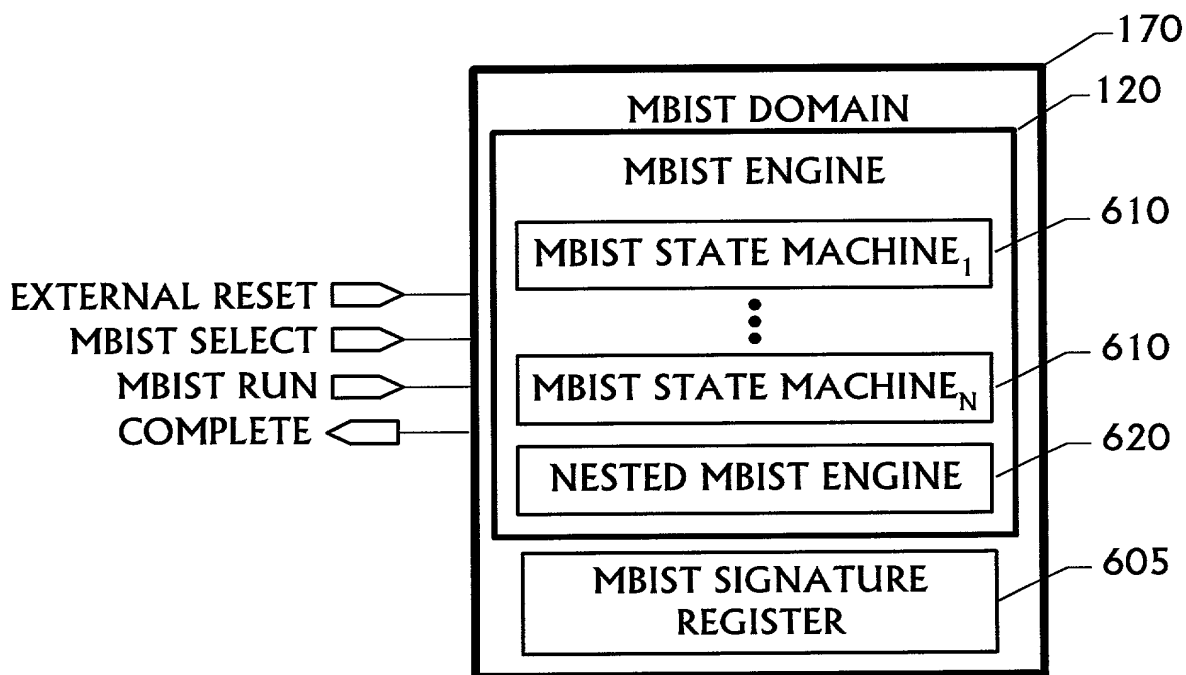 170
MBIST DOMAIN
120
MBIST ENGINE
610
MBIST STATE MACHINE1
EXTERNAL RESET
MBIST SELECT
610
MBIST RUN
MBIST STATE MACHINEN
COMPLETE
620
NESTED MBIST ENGINE
605
MBIST SIGNATURE
REGISTER